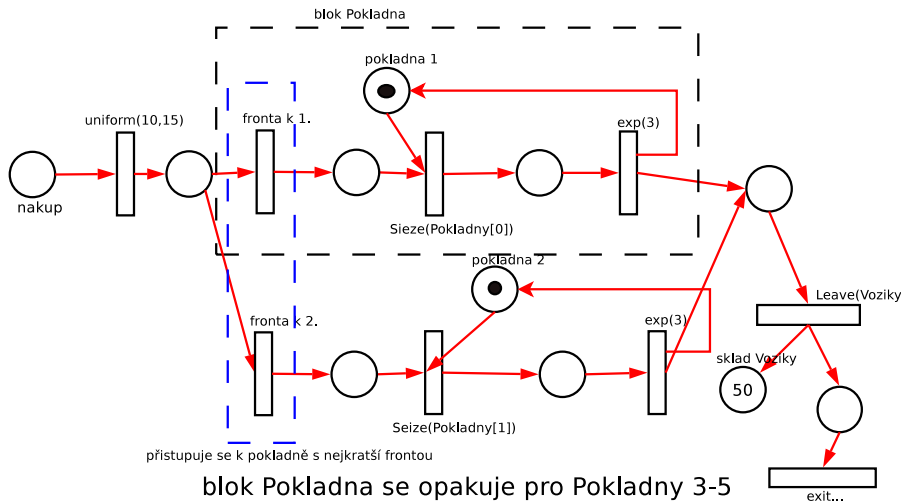 blok Pokladna
pokladna 1
uniform(10,15)
fronta k 1.
exp(3)
nakup
Sieze(Pokladny[0])
pokladna 2
Leave(Voziky
fronta k 2.
exp(3)
sklad Voziky
50
Seize(Pokladny[1])
přistupuje se k pokladně s nejkratší frontou
blok Pokladna se opakuje pro Pokladny 3-5
exit...